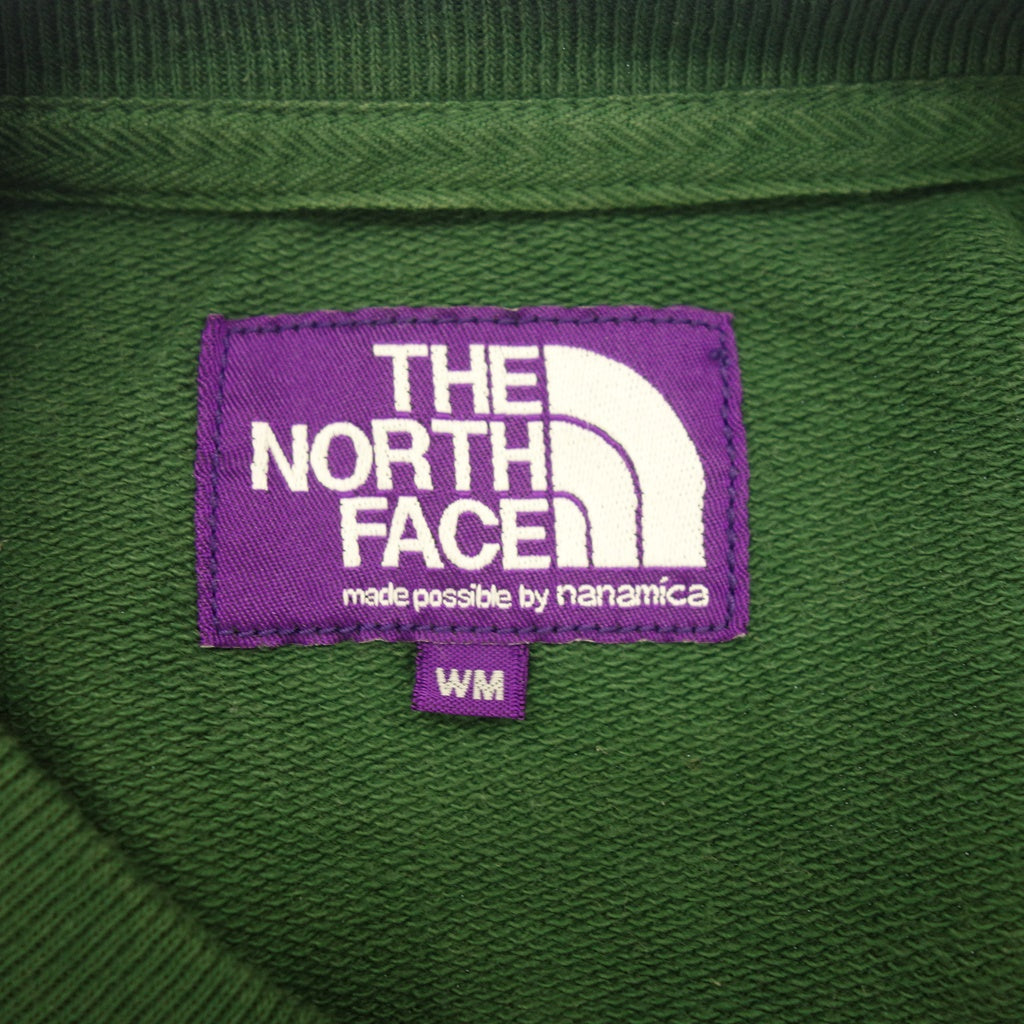 THE
NORTH
FACE
made possible by nanamica
WM